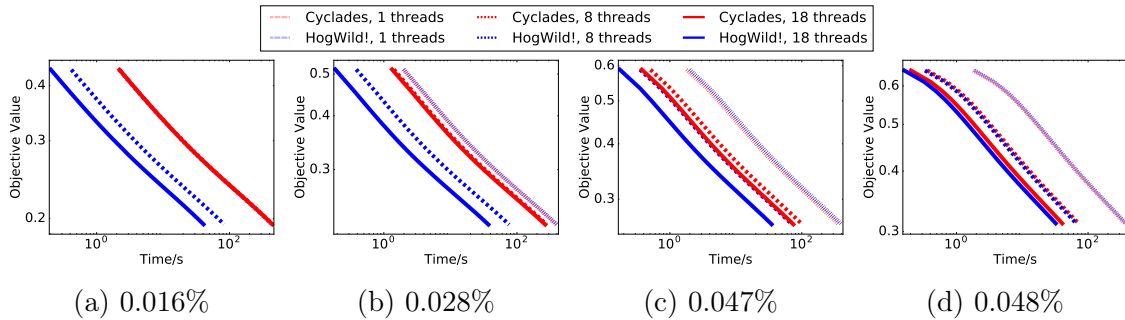 Cyclades, 1 threads Cyclades, 8 threads Cyclades, 18 threads
HogWild!, 1 threads HogWild!, 8 threads HogWild!, 18 threads
Objective Value
0.4
0.3
0.2
10^0 10^2
Time/s
(a) 0.016%
Objective Value
0.5
0.4
0.3
10^0 10^2
Time/s
(b) 0.028%
Objective Value
0.6
0.5
0.4
0.3
10^0 10^2
Time/s
(c) 0.047%
Objective Value
0.6
0.5
0.4
0.3
10^0 10^2
Time/s
(d) 0.048%